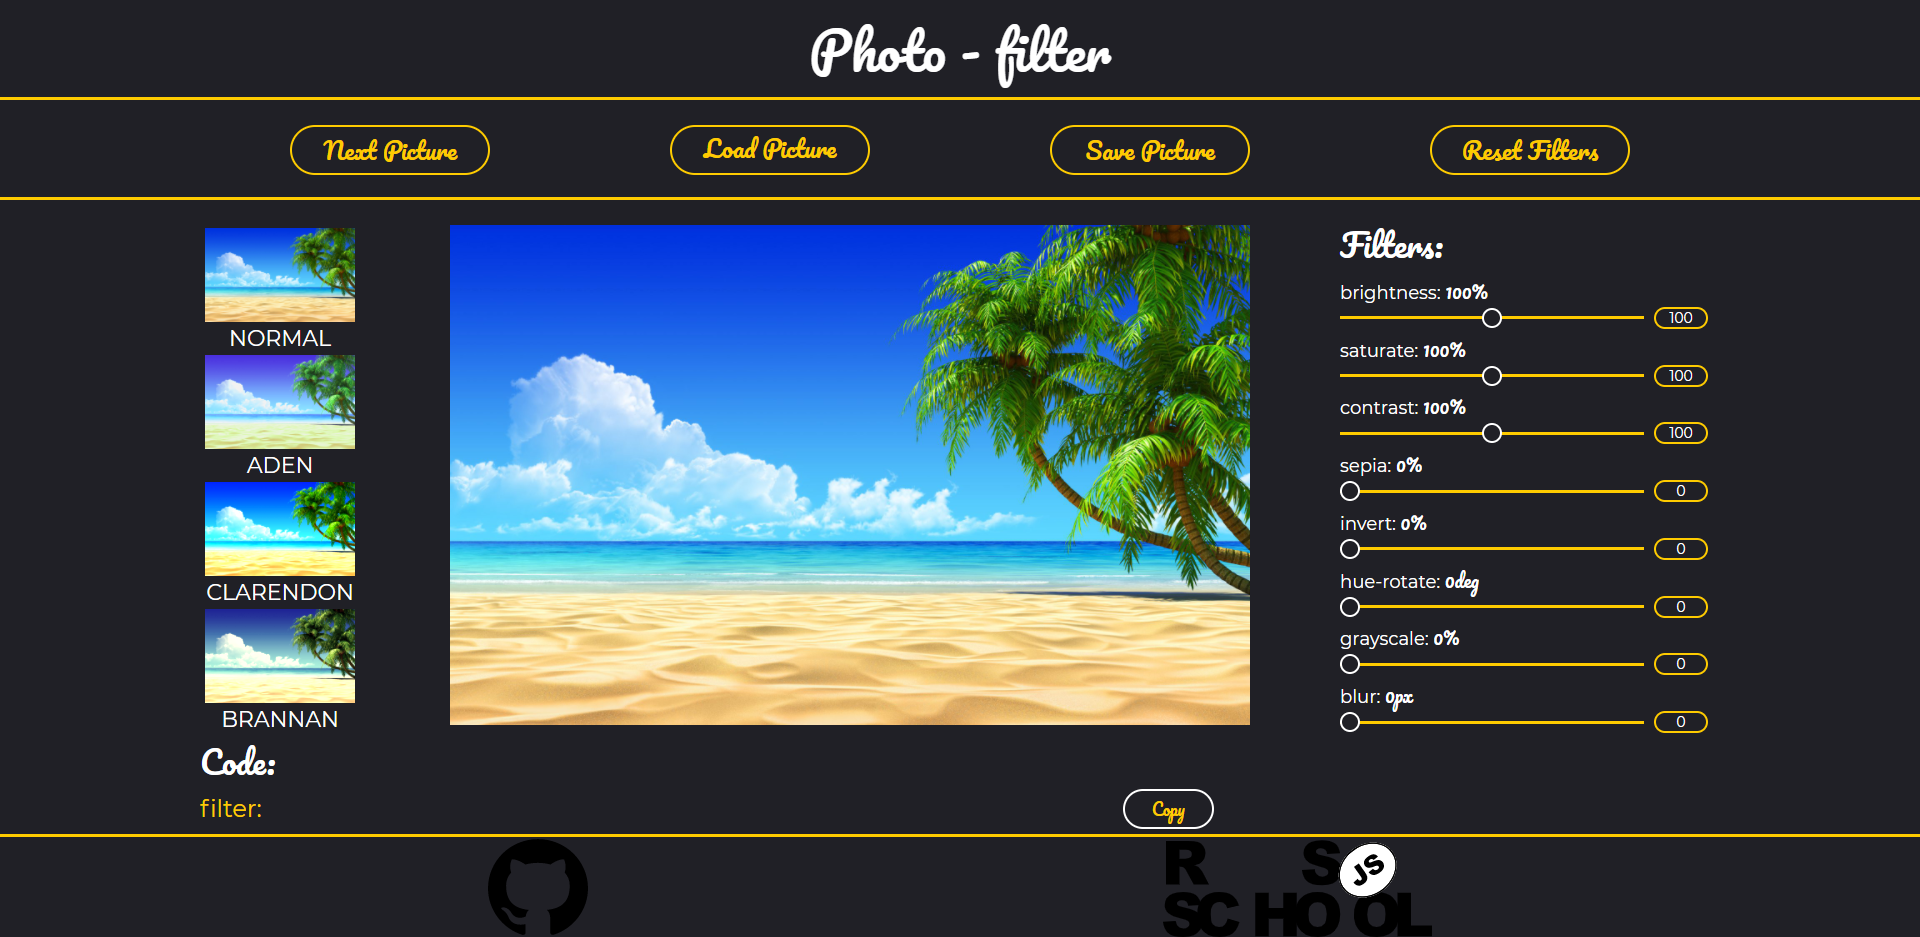 Photo - filter
Next Picture
Load Picture
Save Picture
Reset Filters
NORMAL
ADEN
CLARENDON
BRANNAN
Filters:
brightness: 100%
100
saturate: 100%
100
contrast: 100%
100
sepia: 0%
0
invert: 0%
0
hue-rotate: 0deg
0
grayscale: 0%
0
blur: 0px
0
Code:
filter:
Copy
R S JS
SCHOOL